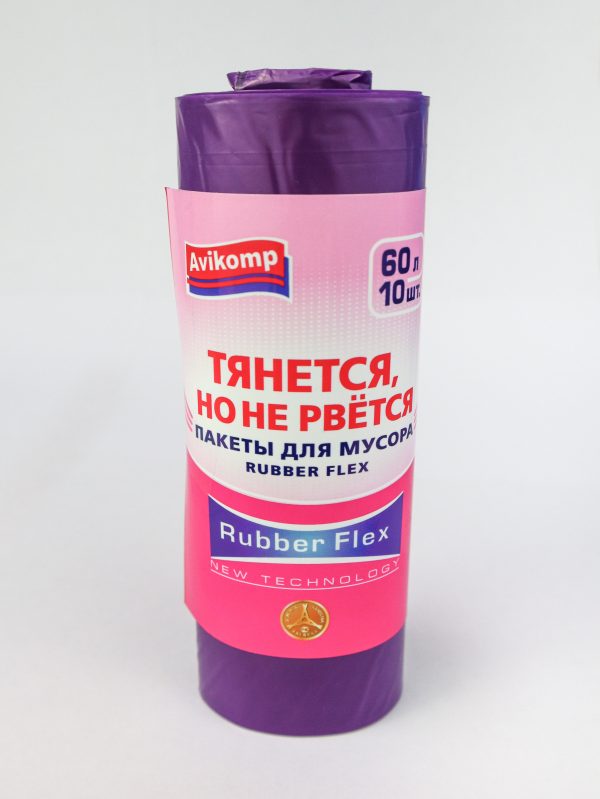 Avikomp
60 л
10 шт.
ТЯНЕТСЯ,
НО НЕ РВЁТСЯ
ПАКЕТЫ ДЛЯ МУСОРА
RUBBER FLEX
Rubber Flex
NEW TECHNOLOGY